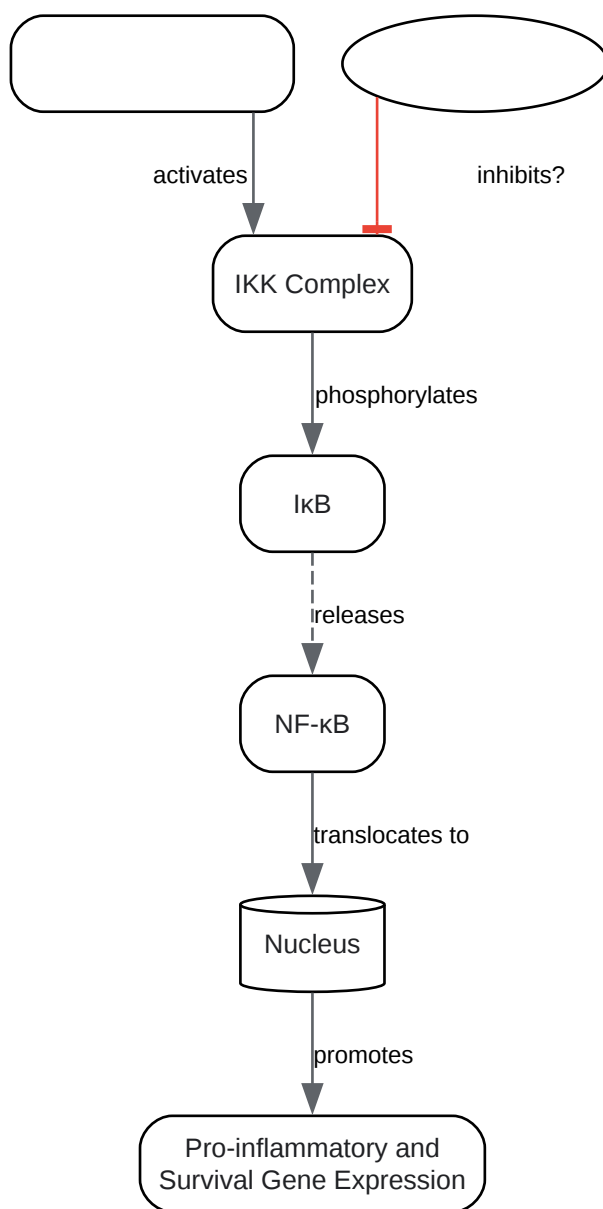 activates
inhibits?
IKK Complex
phosphorylates
IκB
releases
NF-κB
translocates to
Nucleus
promotes
Pro-inflammatory and
Survival Gene Expression